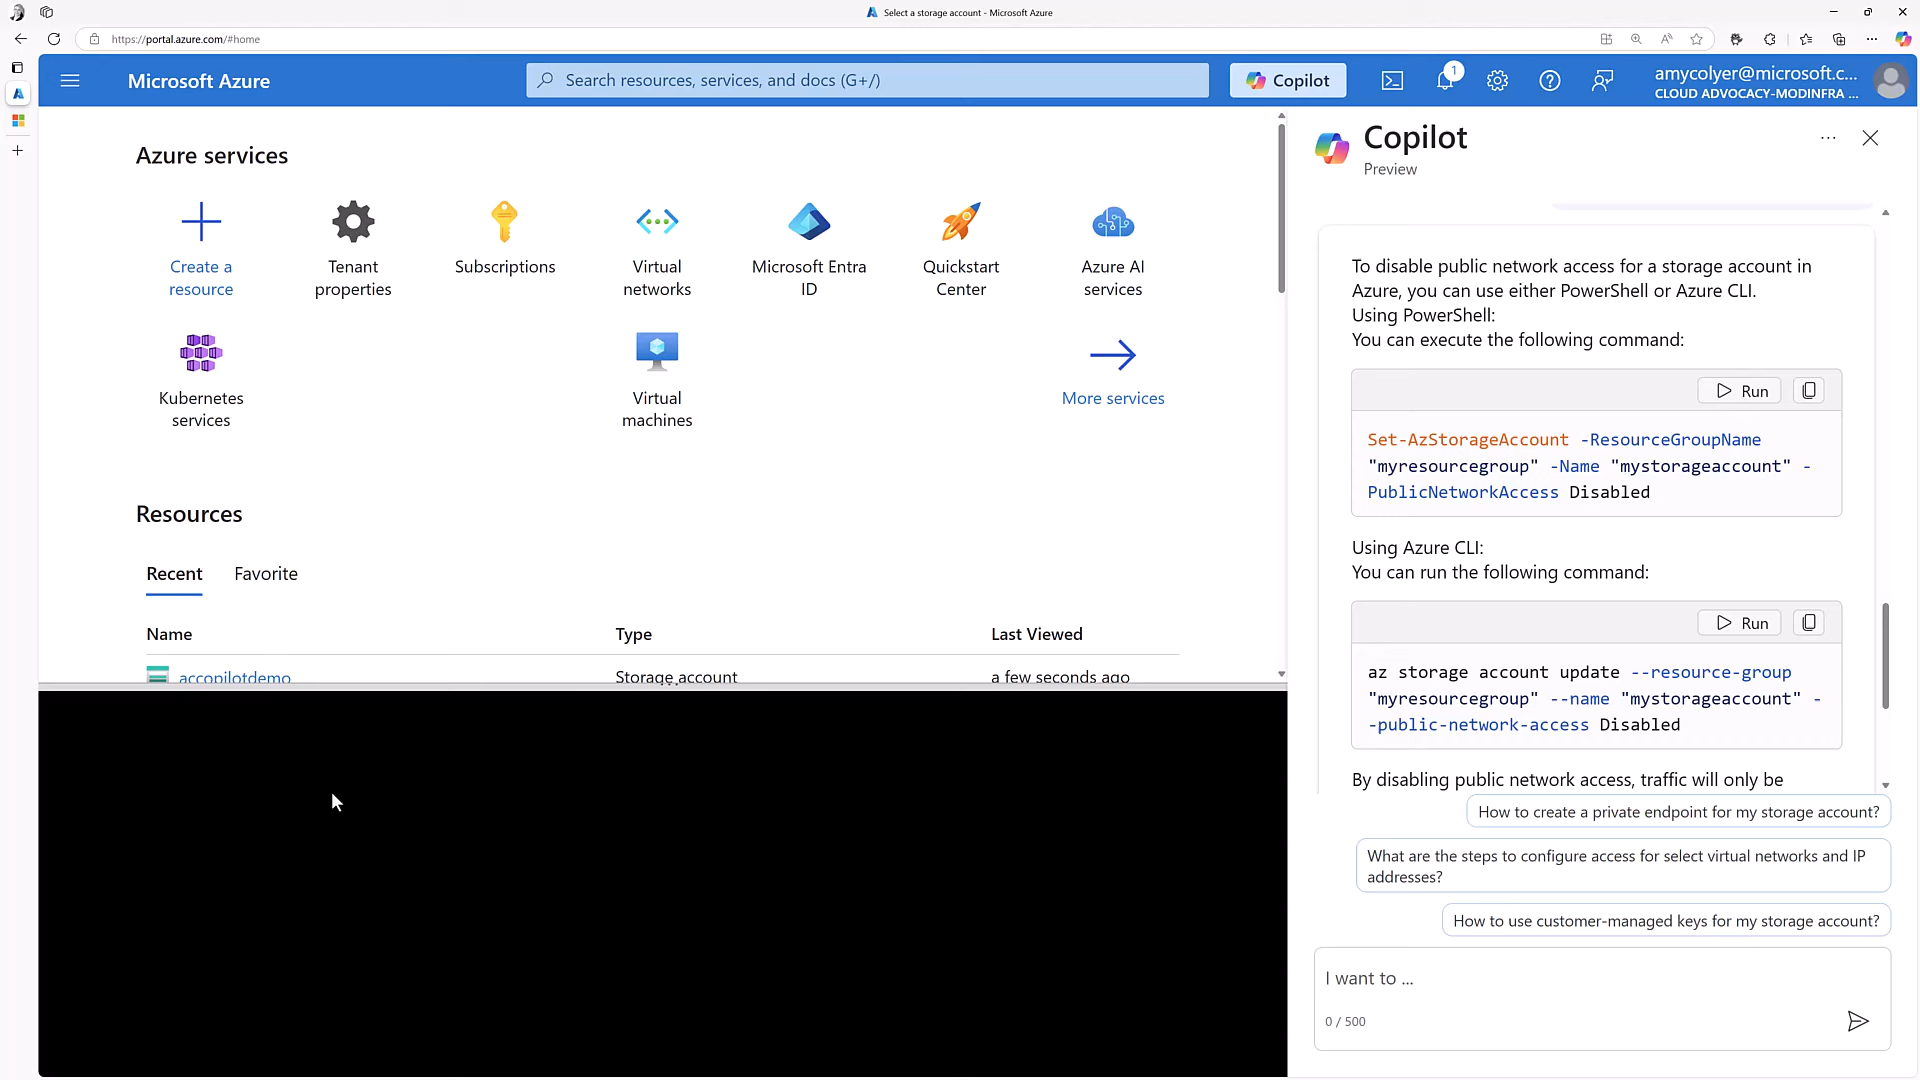 Select a storage account - Microsoft Azure
https://portal.azure.com/#home
Microsoft Azure
Search resources, services, and docs (G+/)
Copilot
1
amycolyer@microsoft.c...
CLOUD ADVOCACY-MODINFRA ...
Azure services
Create a
resource
Tenant
properties
Subscriptions
Virtual
networks
Microsoft Entra
ID
Quickstart
Center
Azure AI
services
Kubernetes
services
Virtual
machines
More services
Resources
Recent
Favorite
Name
Type
Last Viewed
accopilotdemo
Storage account
a few seconds ago
Copilot
Preview
To disable public network access for a storage account in
Azure, you can use either PowerShell or Azure CLI.
Using PowerShell:
You can execute the following command:
Run
Set-AzStorageAccount -ResourceGroupName
"myresourcegroup" -Name "mystorageaccount" -
PublicNetworkAccess Disabled
Using Azure CLI:
You can run the following command:
Run
az storage account update --resource-group
"myresourcegroup" --name "mystorageaccount" -
-public-network-access Disabled
By disabling public network access, traffic will only be
How to create a private endpoint for my storage account?
What are the steps to configure access for select virtual networks and IP
addresses?
How to use customer-managed keys for my storage account?
I want to ...
0 / 500